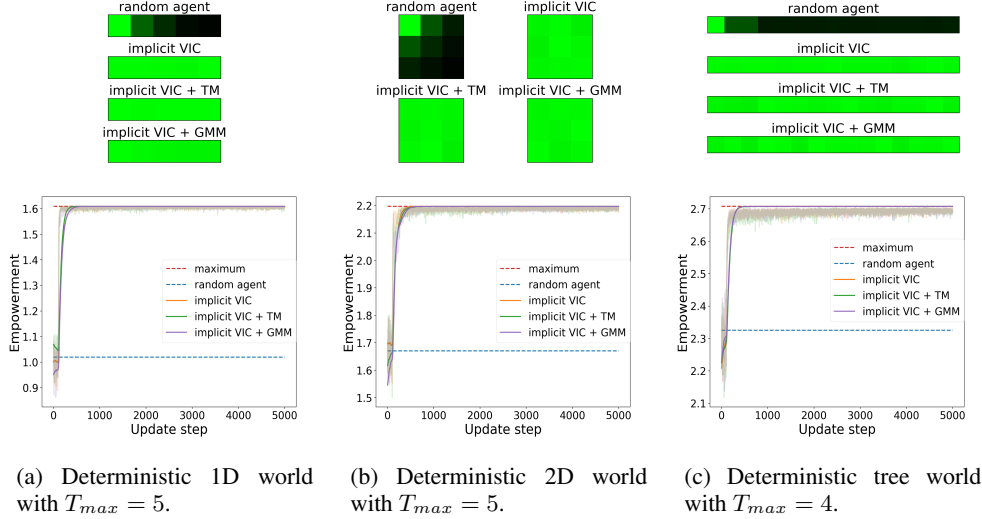 random agent
implicit VIC
implicit VIC + TM
implicit VIC + GMM
1.6
1.5
1.4
1.3
1.2
1.1
1.0
0.9
Empowerment
maximum
random agent
implicit VIC
implicit VIC + TM
implicit VIC + GMM
0 1000 2000 3000 4000 5000
Update step
(a) Deterministic 1D world
with T_max = 5.
random agent implicit VIC
implicit VIC + TM implicit VIC + GMM
2.2
2.1
2.0
1.9
1.8
1.7
1.6
1.5
Empowerment
maximum
random agent
implicit VIC
implicit VIC + TM
implicit VIC + GMM
0 1000 2000 3000 4000 5000
Update step
(b) Deterministic 2D world
with T_max = 5.
random agent
implicit VIC
implicit VIC + TM
implicit VIC + GMM
2.7
2.6
2.5
2.4
2.3
2.2
2.1
Empowerment
maximum
random agent
implicit VIC
implicit VIC + TM
implicit VIC + GMM
0 1000 2000 3000 4000 5000
Update step
(c) Deterministic tree world
with T_max = 4.